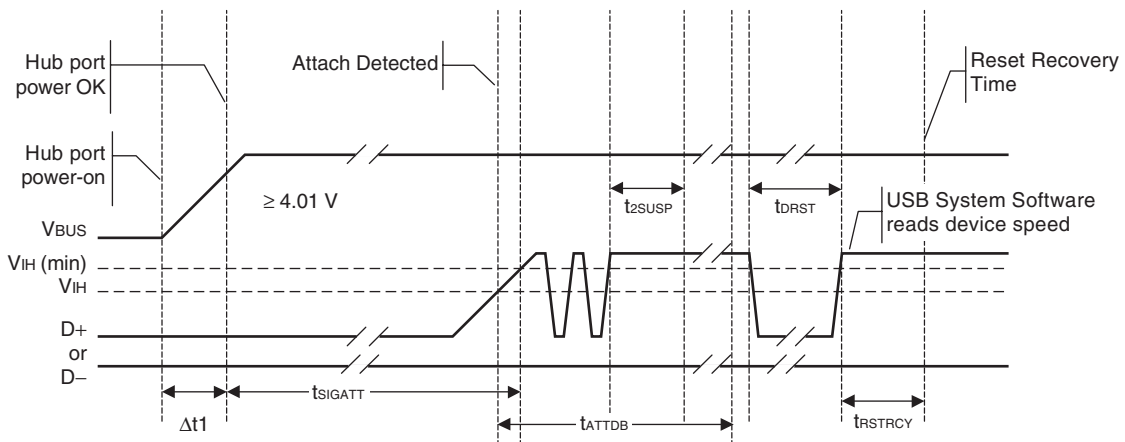 Hub port
power OK
Attach Detected
Reset Recovery
Time
Hub port
power-on
≥ 4.01 V
t2SUSP
tDRST
USB System Software
reads device speed
VBUS
VIH (min)
VIH
D+
or
D−
tSIGATT
Δt1
tATTDB
tRSTRCY